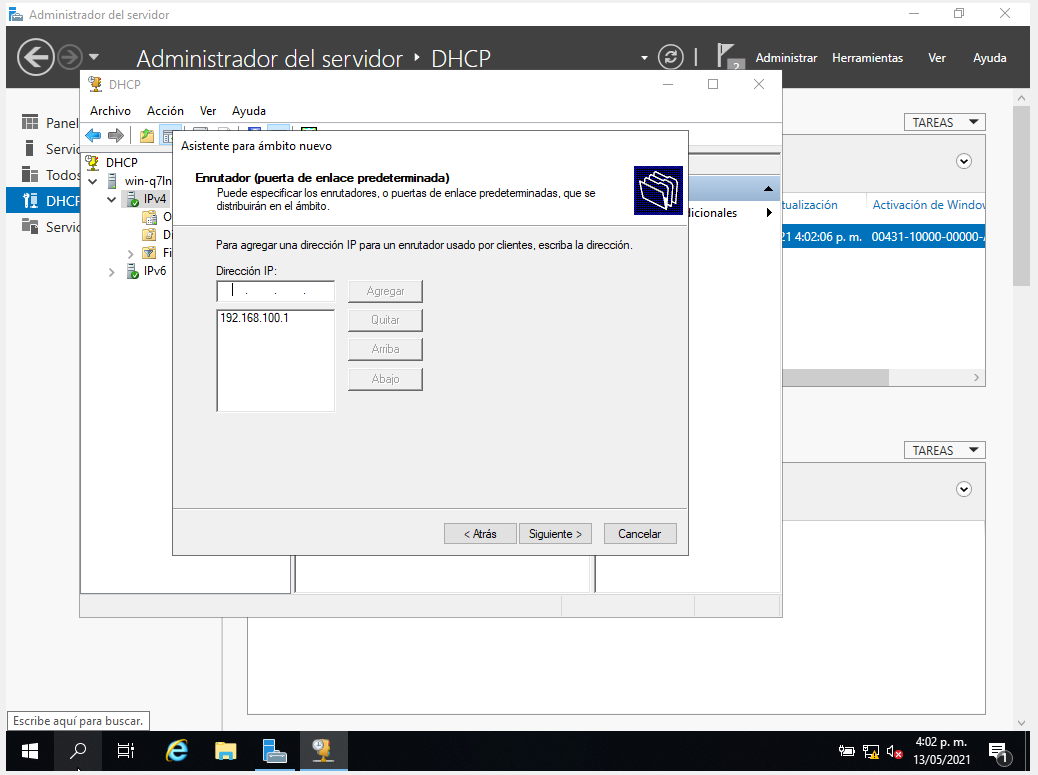 Administrador del servidor
Administrador del servidor
DHCP
Administrar
Herramientas
Ver
Ayuda
DHCP
Archivo
Acción
Ver
Ayuda
Panel
Servic
Todos
DHCP
Servic
DHCP
win-q7ln
IPv4
O
Di
Fi
IPv6
Asistente para ámbito nuevo
Enrutador (puerta de enlace predeterminada)
Puede especificar los enrutadores, o puertas de enlace predeterminadas, que se
distribuirán en el ámbito.
Para agregar una dirección IP para un enrutador usado por clientes, escriba la dirección.
Dirección IP:
. . .
Agregar
192.168.100.1
Quitar
Arriba
Abajo
< Atrás
Siguiente >
Cancelar
TAREAS
dicionales
tualización
Activación de Window
21 4:02:06 p. m.
00431-10000-00000-A
TAREAS
Escribe aquí para buscar.
4:02 p. m.
13/05/2021
1